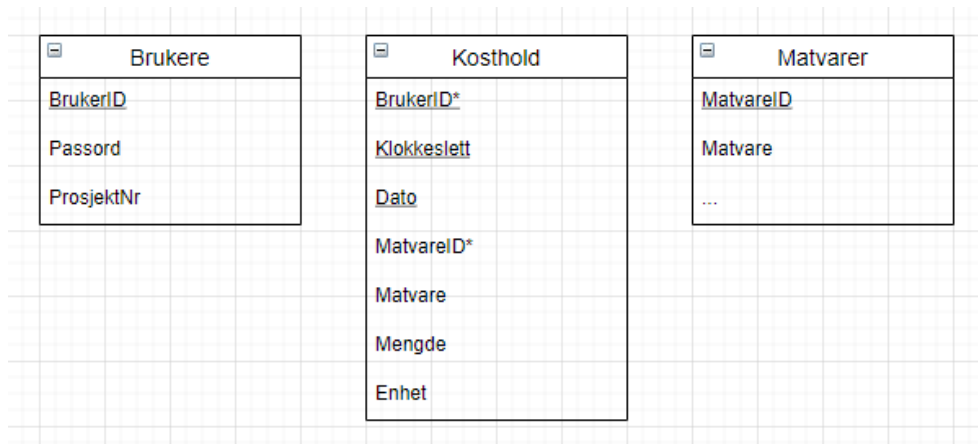 Brukere
BrukerID
Passord
ProsjektNr
Kosthold
BrukerID*
Klokkeslett
Dato
MatvareID*
Matvare
Mengde
Enhet
Matvarer
MatvareID
Matvare
...